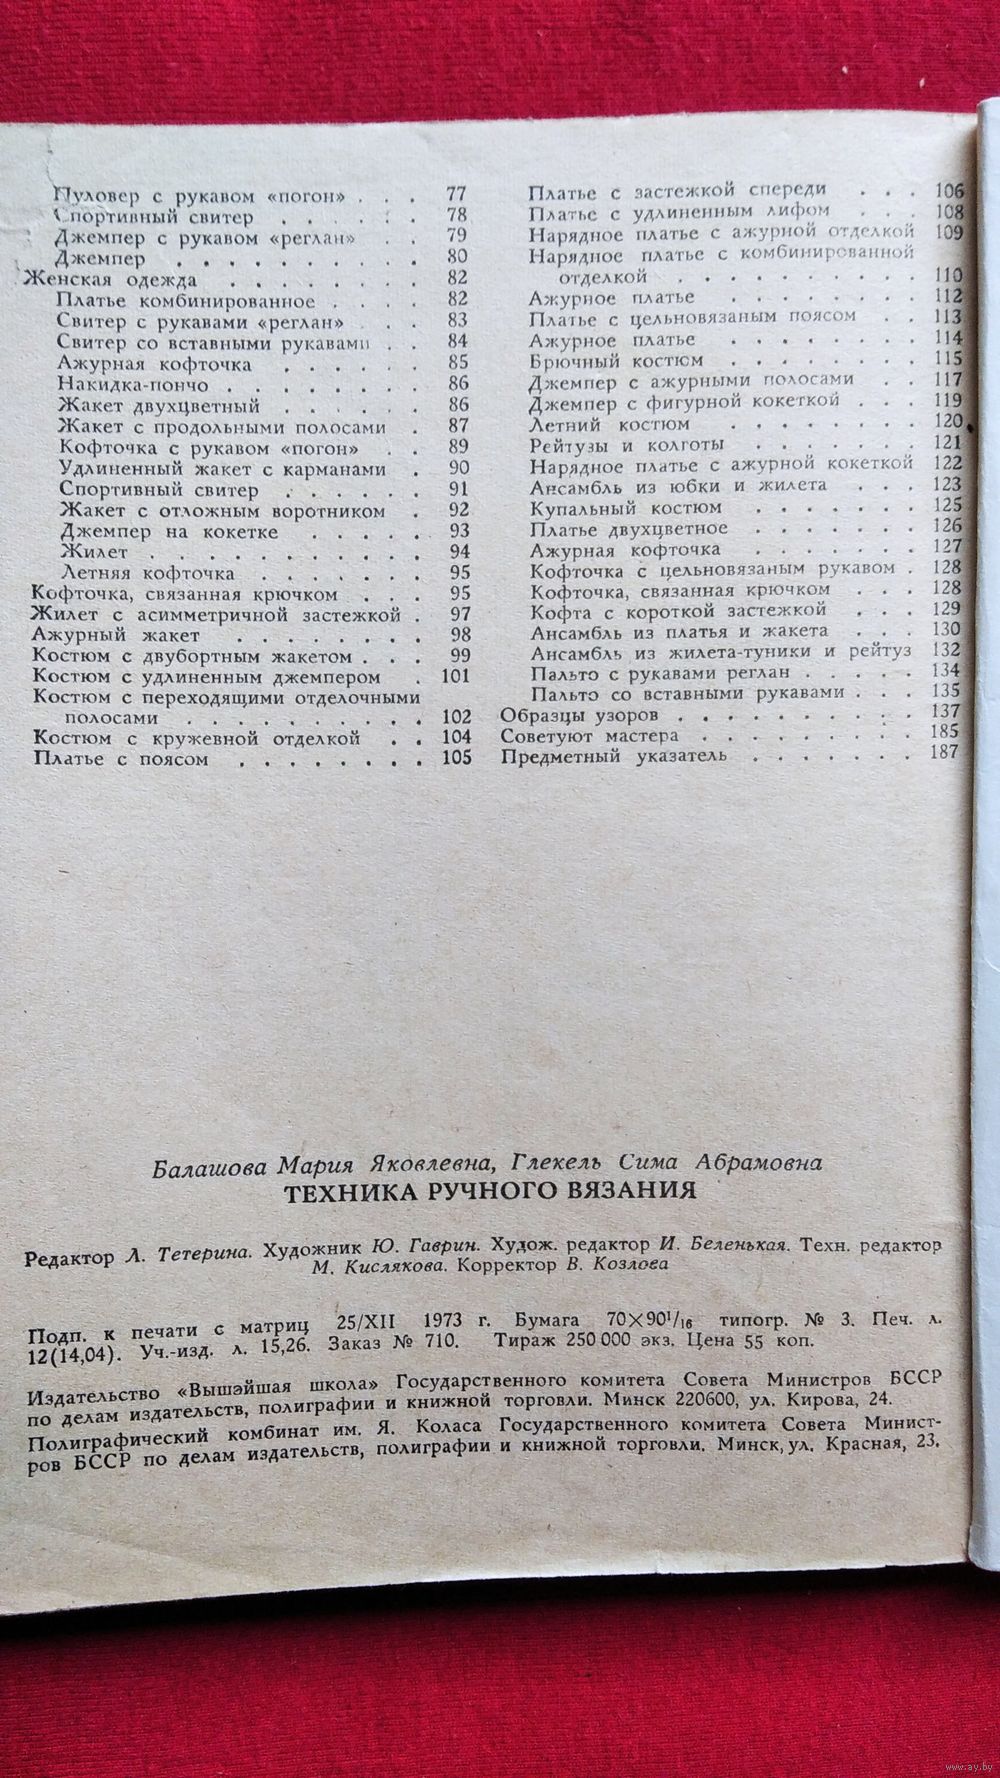 Пуловер с рукавом «погон» . . . 77
Спортивный свитер . . . . . . 78
Джемпер с рукавом «реглан» . . 79
Джемпер . . . . . . . . . . 80
Женская одежда . . . . . . . . 82
Платье комбинированное . . . . 82
Свитер с рукавами «реглан» . . . 83
Свитер со вставными рукавами . . 84
Ажурная кофточка . . . . . . 85
Накидка-пончо . . . . . . . . 86
Жакет двухцветный . . . . . . 86
Жакет с продольными полосами . 87
Кофточка с рукавом «погон» . . 89
Удлиненный жакет с карманами . 90
Спортивный свитер . . . . . . 91
Жакет с отложным воротником . 92
Джемпер на кокетке . . . . . 93
Жилет . . . . . . . . . . . 94
Летняя кофточка . . . . . . . 95
Кофточка, связанная крючком . . . 95
Жилет с асимметричной застежкой . 97
Ажурный жакет . . . . . . . . 98
Костюм с двубортным жакетом . . . 99
Костюм с удлиненным джемпером . 101
Костюм с переходящими отделочными
полосами . . . . . . . . . . 102
Костюм с кружевной отделкой . . 104
Платье с поясом . . . . . . . . 105
Платье с застежкой спереди . . . 106
Платье с удлиненным лифом . . . 108
Нарядное платье с ажурной отделкой 109
Нарядное платье с комбинированной
отделкой . . . . . . . . . 110
Ажурное платье . . . . . . . 112
Платье с цельновязаным поясом . . 113
Ажурное платье . . . . . . . 114
Брючный костюм . . . . . . . 115
Джемпер с ажурными полосами . . 117
Джемпер с фигурной кокеткой . . . 119
Летний костюм . . . . . . . 120
Рейтузы и колготы . . . . . . 121
Нарядное платье с ажурной кокеткой 122
Ансамбль из юбки и жилета . . . 123
Купальный костюм . . . . . . 125
Платье двухцветное . . . . . . 126
Ажурная кофточка . . . . . . 127
Кофточка с цельновязаным рукавом . 128
Кофточка, связанная крючком . . . 128
Кофта с короткой застежкой . . . 129
Ансамбль из платья и жакета . . . 130
Ансамбль из жилета-туники и рейтуз 132
Пальто с рукавами реглан . . . . . 134
Пальто со вставными рукавами . . . 135
Образцы узоров . . . . . . . . . . 137
Советуют мастера . . . . . . . . . 185
Предметный указатель . . . . . . . 187
Балашова Мария Яковлевна, Глекель Сима Абрамовна
ТЕХНИКА РУЧНОГО ВЯЗАНИЯ
Редактор Л. Тетерина. Художник Ю. Гаврин. Худож. редактор И. Беленькая. Техн. редактор
М. Кислякова. Корректор В. Козлова
Подп. к печати с матриц 25/XII 1973 г. Бумага 70×90¹/₁₆ типогр. № 3. Печ. л.
12(14,04). Уч.-изд. л. 15,26. Заказ № 710. Тираж 250 000 экз. Цена 55 коп.
Издательство «Вышэйшая школа» Государственного комитета Совета Министров БССР
по делам издательств, полиграфии и книжной торговли. Минск 220600, ул. Кирова, 24.
Полиграфический комбинат им. Я. Коласа Государственного комитета Совета Минист-
ров БССР по делам издательств, полиграфии и книжной торговли. Минск, ул. Красная, 23.
www.ay.by